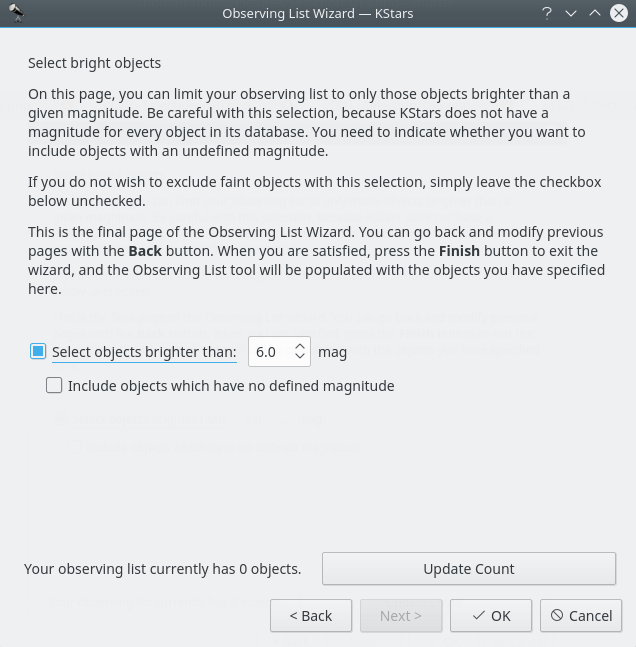 Observing List Wizard — KStars
Select bright objects
On this page, you can limit your observing list to only those objects brighter than a
given magnitude. Be careful with this selection, because KStars does not have a
magnitude for every object in its database. You need to indicate whether you want to
include objects with an undefined magnitude.
If you do not wish to exclude faint objects with this selection, simply leave the checkbox
below unchecked.
This is the final page of the Observing List Wizard. You can go back and modify previous
pages with the Back button. When you are satisfied, press the Finish button to exit the
wizard, and the Observing List tool will be populated with the objects you have specified
here.
Select objects brighter than: 6.0 mag
Include objects which have no defined magnitude
Your observing list currently has 0 objects. Update Count
< Back Next > OK Cancel